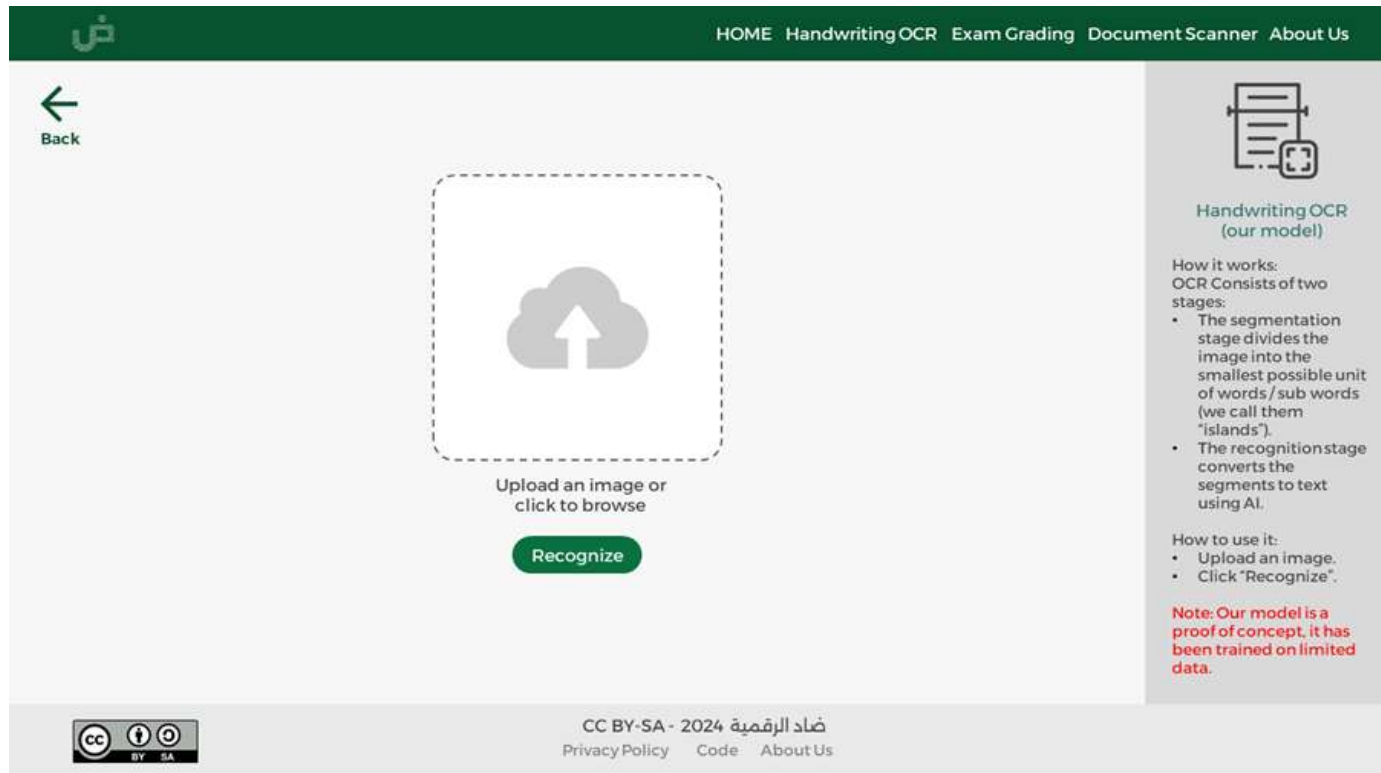 ض
HOME Handwriting OCR Exam Grading Document Scanner About Us
Back
Upload an image or
click to browse
Recognize
Handwriting OCR
(our model)
How it works:
OCR Consists of two
stages:
• The segmentation
stage divides the
image into the
smallest possible unit
of words / sub words
(we call them
"islands").
• The recognition stage
converts the
segments to text
using AI.
How to use it:
• Upload an image.
• Click "Recognize".
Note: Our model is a
proof of concept, it has
been trained on limited
data.
cc BY SA
CC BY-SA - 2024 ضاد الرقمية
Privacy Policy Code About Us